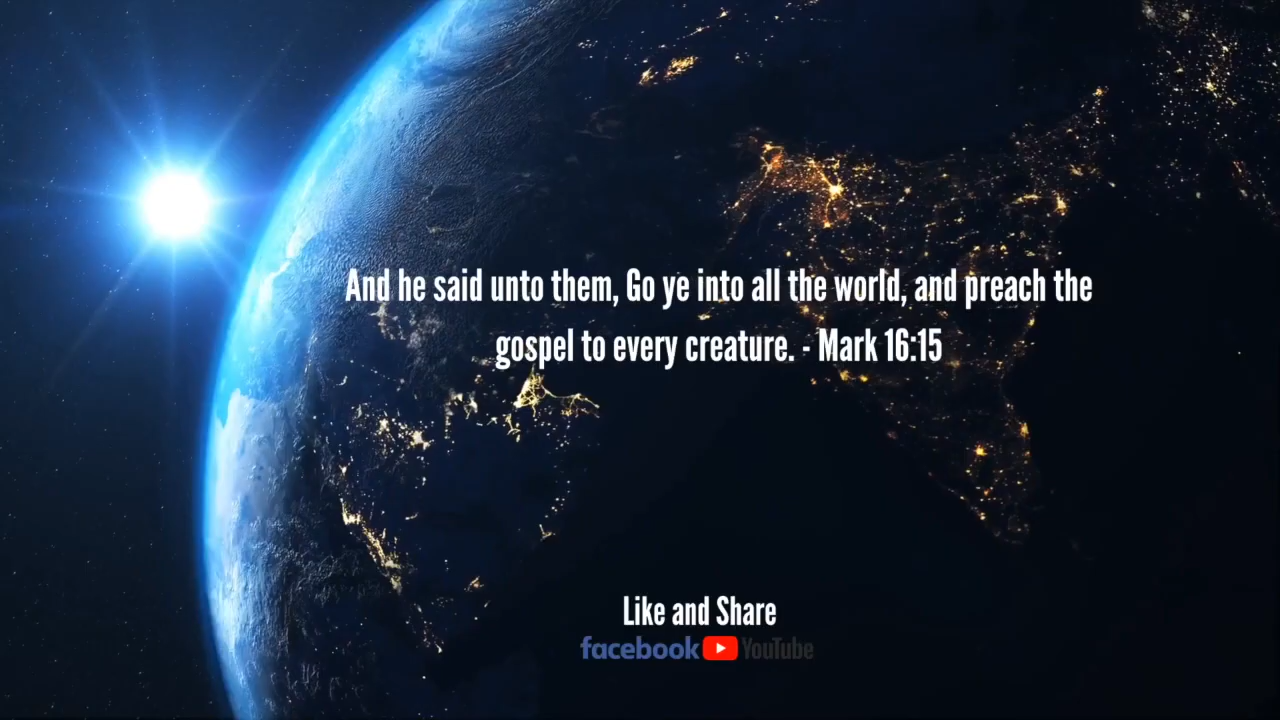 And he said unto them, Go ye into all the world, and preach the
gospel to every creature. - Mark 16:15
Like and Share
facebook YouTube